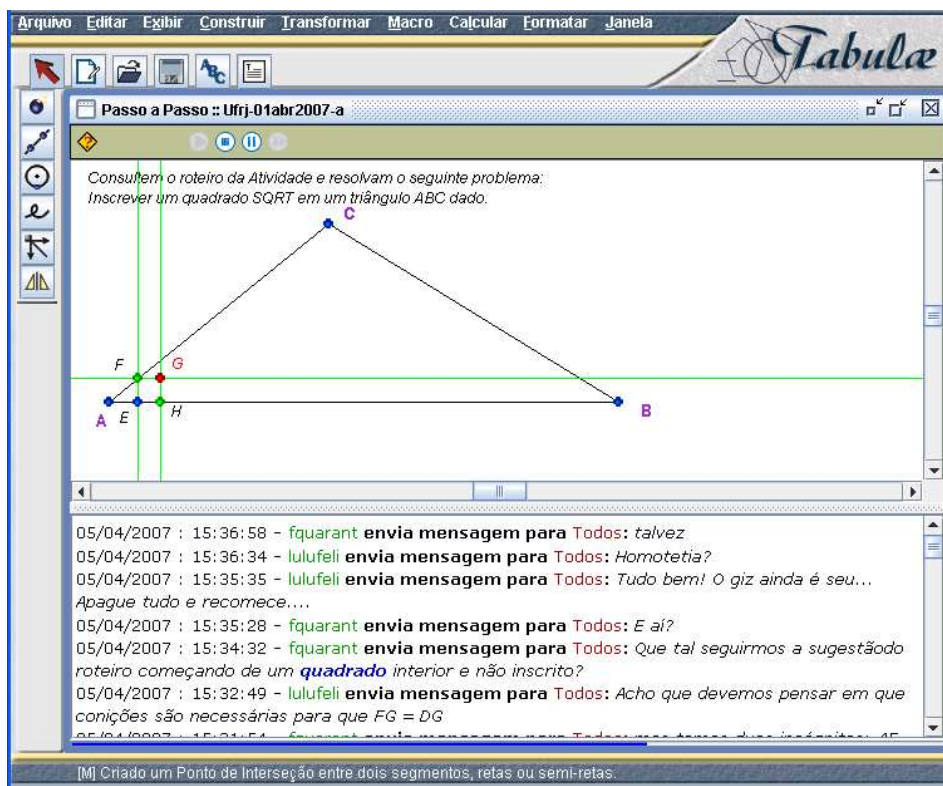 Arquivo Editar Exibir Construir Transformar Macro Calcular Formatar Janela
Tabulæ
ABC
Passo a Passo :: Ufrj-01abr2007-a
Consultem o roteiro da Atividade e resolvam o seguinte problema:
Inscrever um quadrado SQRT em um triângulo ABC dado.
C
F G
A E H B
05/04/2007 : 15:36:58 - fquarant envia mensagem para Todos: talvez
05/04/2007 : 15:36:34 - lulufeli envia mensagem para Todos: Homotetia?
05/04/2007 : 15:35:35 - lulufeli envia mensagem para Todos: Tudo bem! O giz ainda é seu...
Apague tudo e recomece....
05/04/2007 : 15:35:28 - fquarant envia mensagem para Todos: E aí?
05/04/2007 : 15:34:32 - fquarant envia mensagem para Todos: Que tal seguirmos a sugestãodo
roteiro começando de um quadrado interior e não inscrito?
05/04/2007 : 15:32:49 - lulufeli envia mensagem para Todos: Acho que devemos pensar em que
conições são necessárias para que FG = DG
[M] Criado um Ponto de Interseção entre dois segmentos, retas ou semi-retas.